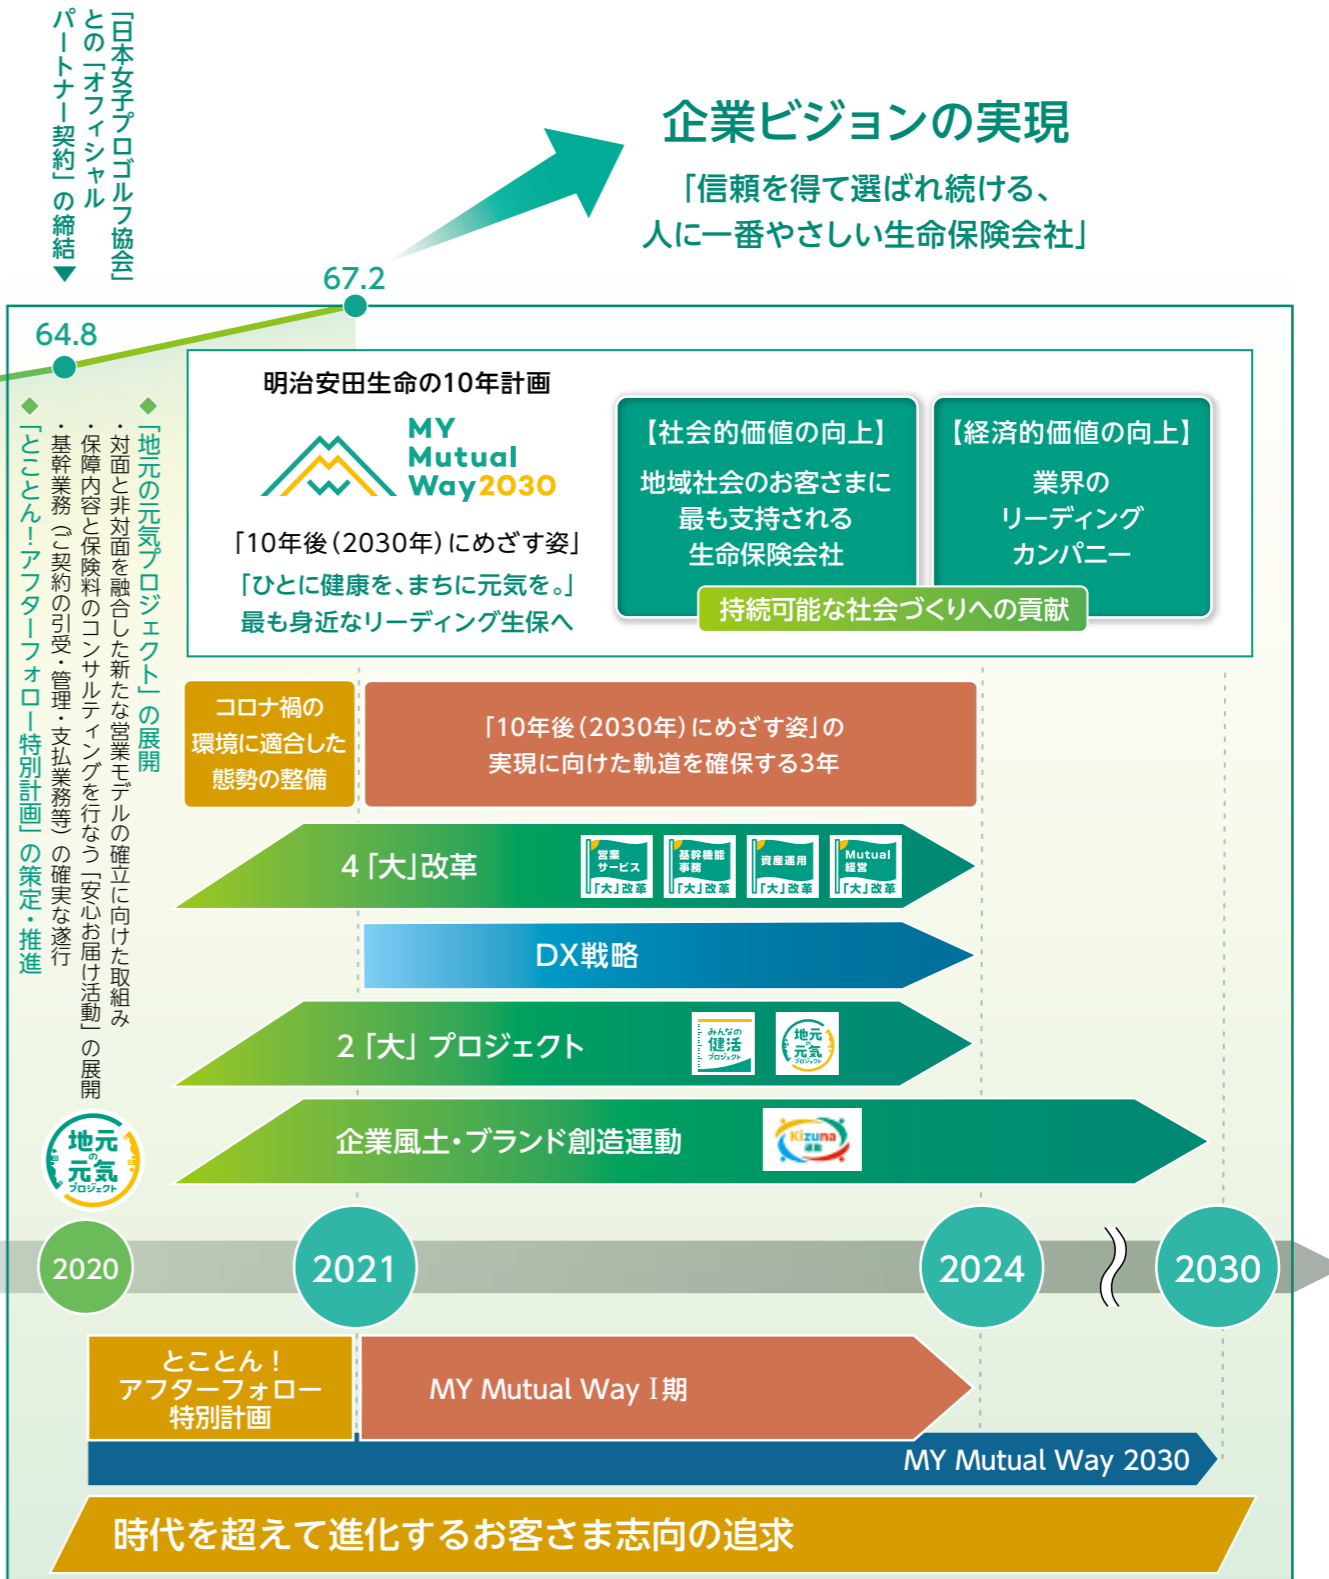 「日本女子プロゴルフ協会」
との「オフィシャル
パートナー契約」の締結▼
企業ビジョンの実現
「信頼を得て選ばれ続ける、
人に一番やさしい生命保険会社」
64.8
67.2
◆「地元の元気プロジェクト」の展開
・対面と非対面を融合した新たな営業モデルの確立に向けた取組み
・保障内容と保険料のコンサルティングを行なう「安心お届け活動」の展開
・基幹業務（ご契約の引受・管理・支払業務等）の確実な遂行
◆「とことん！アフターフォロー特別計画」の策定・推進
地元
の
元気
プロジェクト
明治安田生命の10年計画
MY
Mutual
Way2030
「10年後（2030年）にめざす姿」
「ひとに健康を、まちに元気を。」
最も身近なリーディング生保へ
【社会的価値の向上】
地域社会のお客さまに
最も支持される
生命保険会社
【経済的価値の向上】
業界の
リーディング
カンパニー
持続可能な社会づくりへの貢献
コロナ禍の
環境に適合した
態勢の整備
「10年後（2030年）にめざす姿」の
実現に向けた軌道を確保する3年
4「大」改革
営業
サービス
「大」改革
基幹機能
事務
「大」改革
資産運用
「大」改革
Mutual
経営
「大」改革
DX戦略
2「大」プロジェクト
みんなの
健活
プロジェクト
地元
の
元気
プロジェクト
企業風土・ブランド創造運動
Kizuna
運動
2020
2021
2024
2030
とことん！
アフターフォロー
特別計画
MY Mutual Way Ⅰ期
MY Mutual Way 2030
時代を超えて進化するお客さま志向の追求